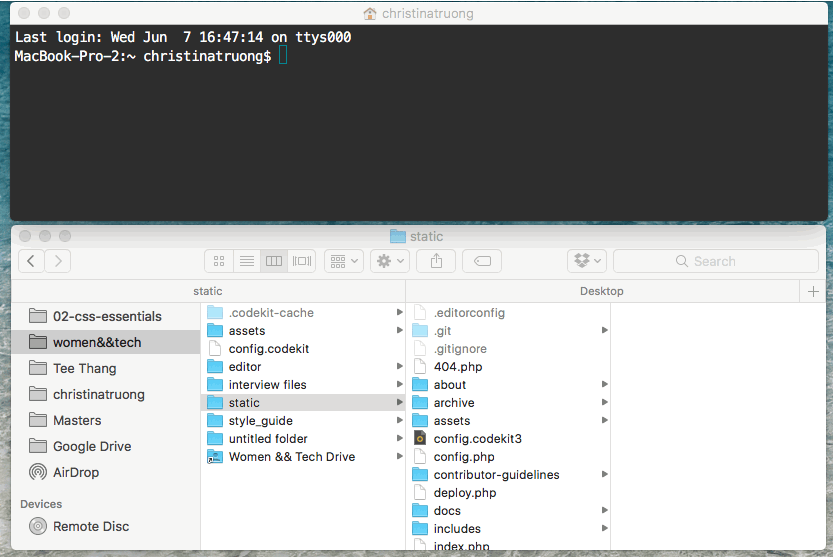 christinatruong
Last login: Wed Jun  7 16:47:14 on ttys000
MacBook-Pro-2:~ christinatruong$
static
Search
static
Desktop
+
02-css-essentials
women&&tech
Tee Thang
christinatruong
Masters
Google Drive
AirDrop
Devices
Remote Disc
.codekit-cache
assets
config.codekit
editor
interview files
static
style_guide
untitled folder
Women && Tech Drive
.editorconfig
.git
.gitignore
404.php
about
archive
assets
config.codekit3
config.php
contributor-guidelines
deploy.php
docs
includes
index.php